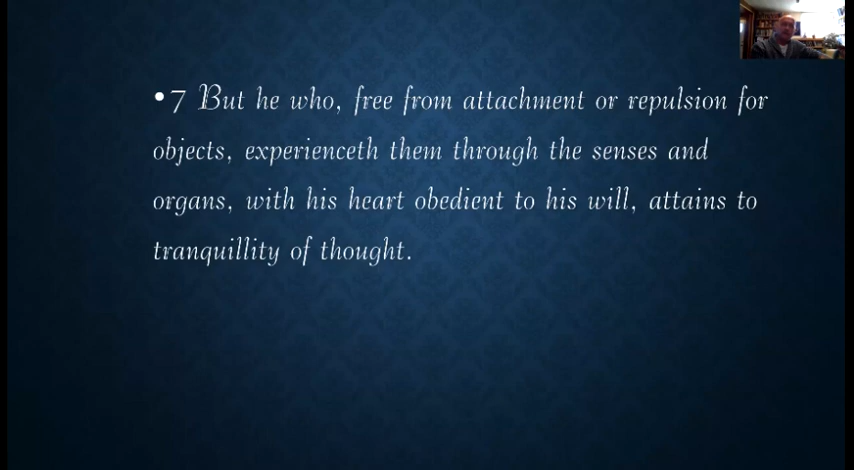 •7 But he who, free from attachment or repulsion for
objects, experienceth them through the senses and
organs, with his heart obedient to his will, attains to
tranquillity of thought.